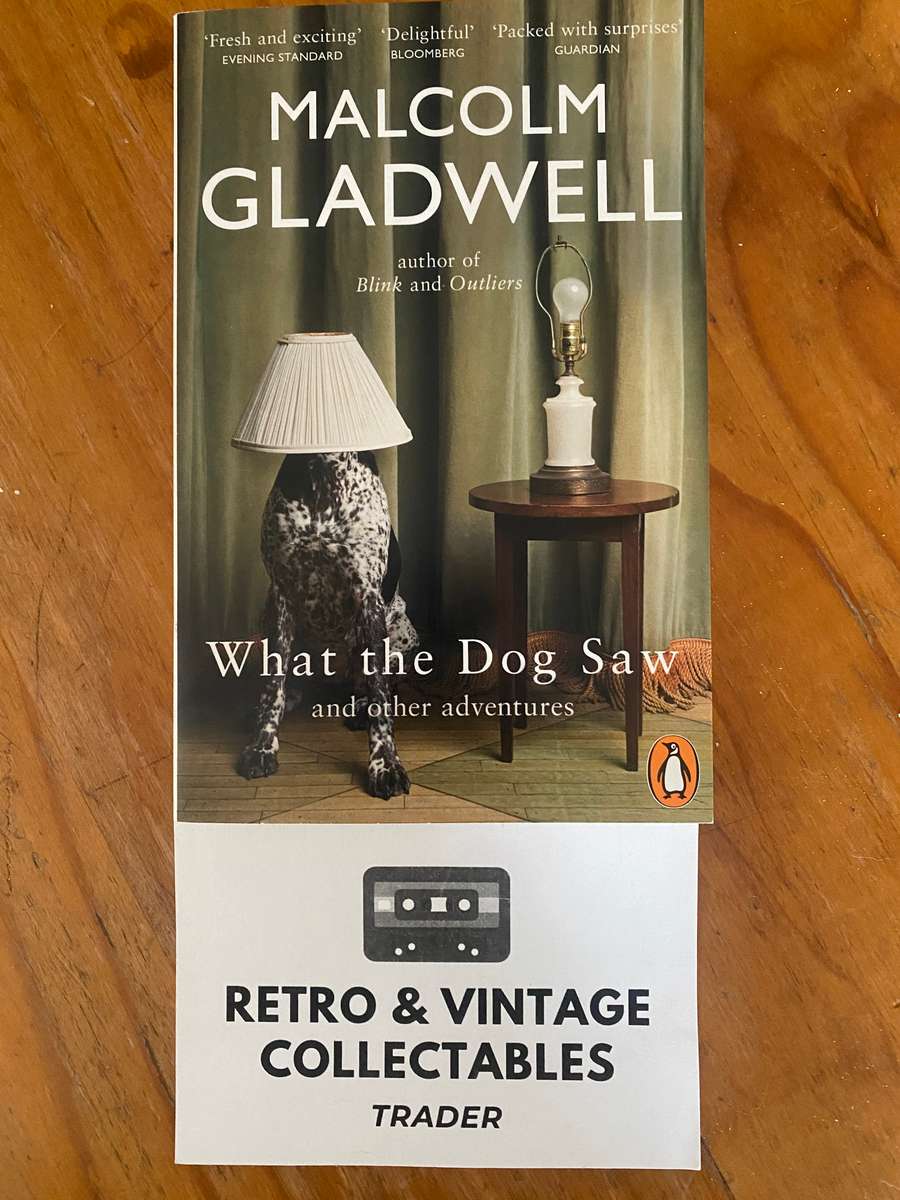 ‘Fresh and exciting’ ‘Delightful’ ‘Packed with surprises’
EVENING STANDARD BLOOMBERG GUARDIAN
MALCOLM
GLADWELL
author of
Blink and Outliers
What the Dog Saw
and other adventures
RETRO & VINTAGE
COLLECTABLES
TRADER